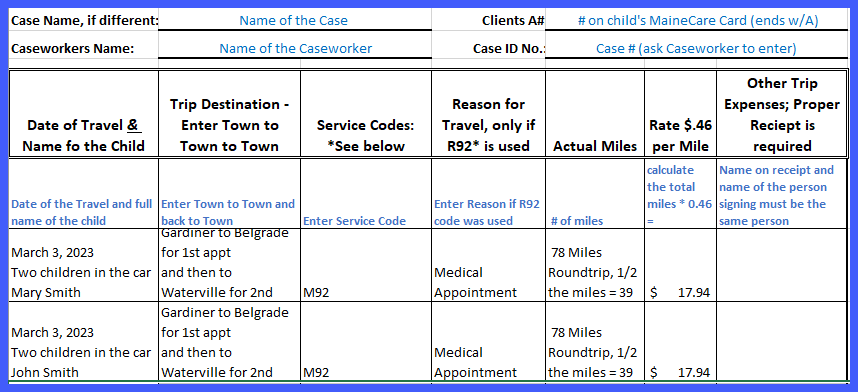 Case Name, if different: Name of the Case Clients A# # on child's MaineCare Card (ends w/A)
Caseworkers Name: Name of the Caseworker Case ID No.: Case # (ask Caseworker to enter)
Date of Travel &
Name fo the Child
Trip Destination -
Enter Town to
Town to Town
Service Codes:
*See below
Reason for
Travel, only if
R92* is used
Actual Miles
Rate $.46
per Mile
Other Trip
Expenses; Proper
Reciept is
required
Date of the Travel and full
name of the child
Enter Town to Town and
back to Town
Enter Service Code
Enter Reason if R92
code was used
# of miles
calculate
the total
miles * 0.46
=
Name on receipt and
name of the person
signing must be the
same person
March 3, 2023
Two children in the car
Mary Smith
Gardiner to Belgrade
for 1st appt
and then to
Waterville for 2nd
M92
Medical
Appointment
78 Miles
Roundtrip, 1/2
the miles = 39
$ 17.94
March 3, 2023
Two children in the car
John Smith
Gardiner to Belgrade
for 1st appt
and then to
Waterville for 2nd
M92
Medical
Appointment
78 Miles
Roundtrip, 1/2
the miles = 39
$ 17.94